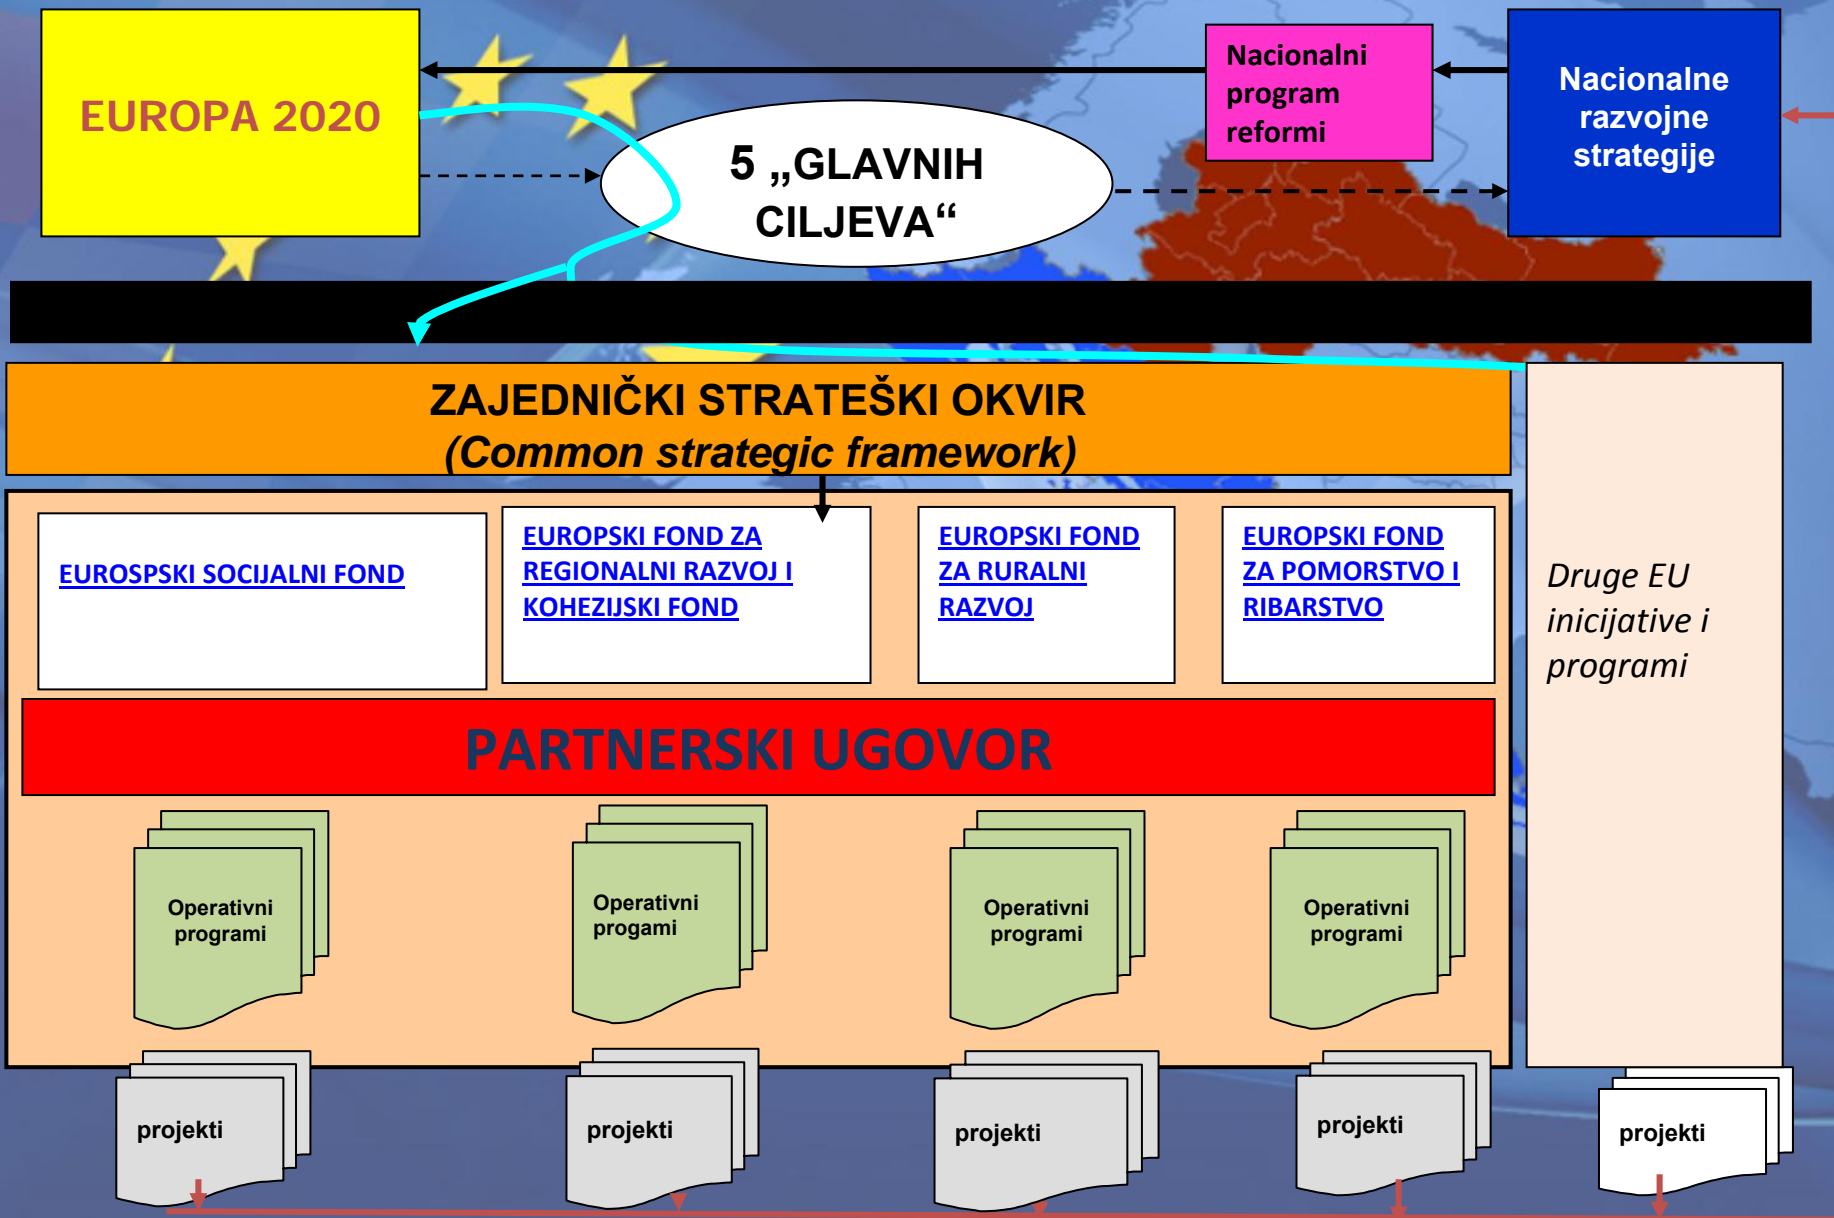 EUROPA 2020
5 „GLAVNIH
CILJEVA“
Nacionalni
program
reformi
Nacionalne
razvojne
strategije
ZAJEDNIČKI STRATEŠKI OKVIR
(Common strategic framework)
EUROSPSKI SOCIJALNI FOND
EUROPSKI FOND ZA
REGIONALNI RAZVOJ I
KOHEZIJSKI FOND
EUROPSKI FOND
ZA RURALNI
RAZVOJ
EUROPSKI FOND
ZA POMORSTVO I
RIBARSTVO
Druge EU
inicijative i
programi
PARTNERSKI UGOVOR
Operativni
programi
Operativni
progami
Operativni
programi
Operativni
programi
projekti
projekti
projekti
projekti
projekti